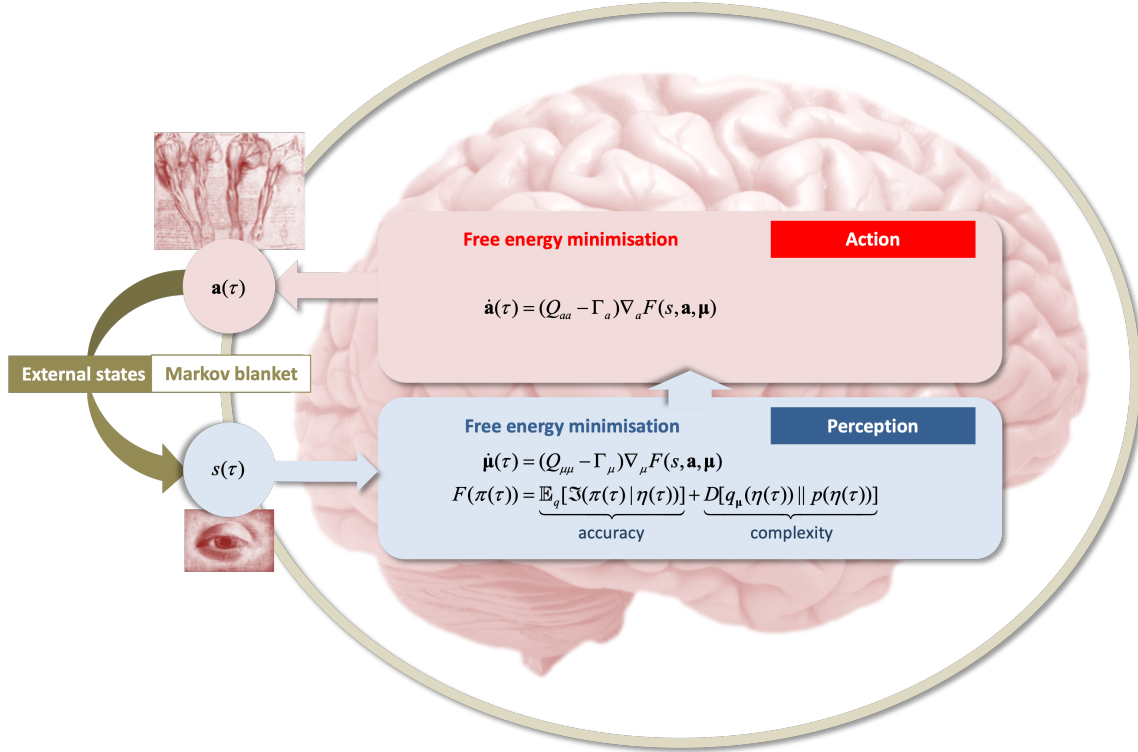 Free energy minimisation Action
a(τ)
ȧ(τ) = (Q_aa − Γ_a)∇_a F(s, a, μ)
External states Markov blanket
Free energy minimisation Perception
s(τ)
μ̇(τ) = (Q_μμ − Γ_μ)∇_μ F(s, a, μ)
F(π(τ)) = 𝔼_q[ℑ(π(τ) | η(τ))] + D[q_μ(η(τ)) || p(η(τ))]
accuracy complexity